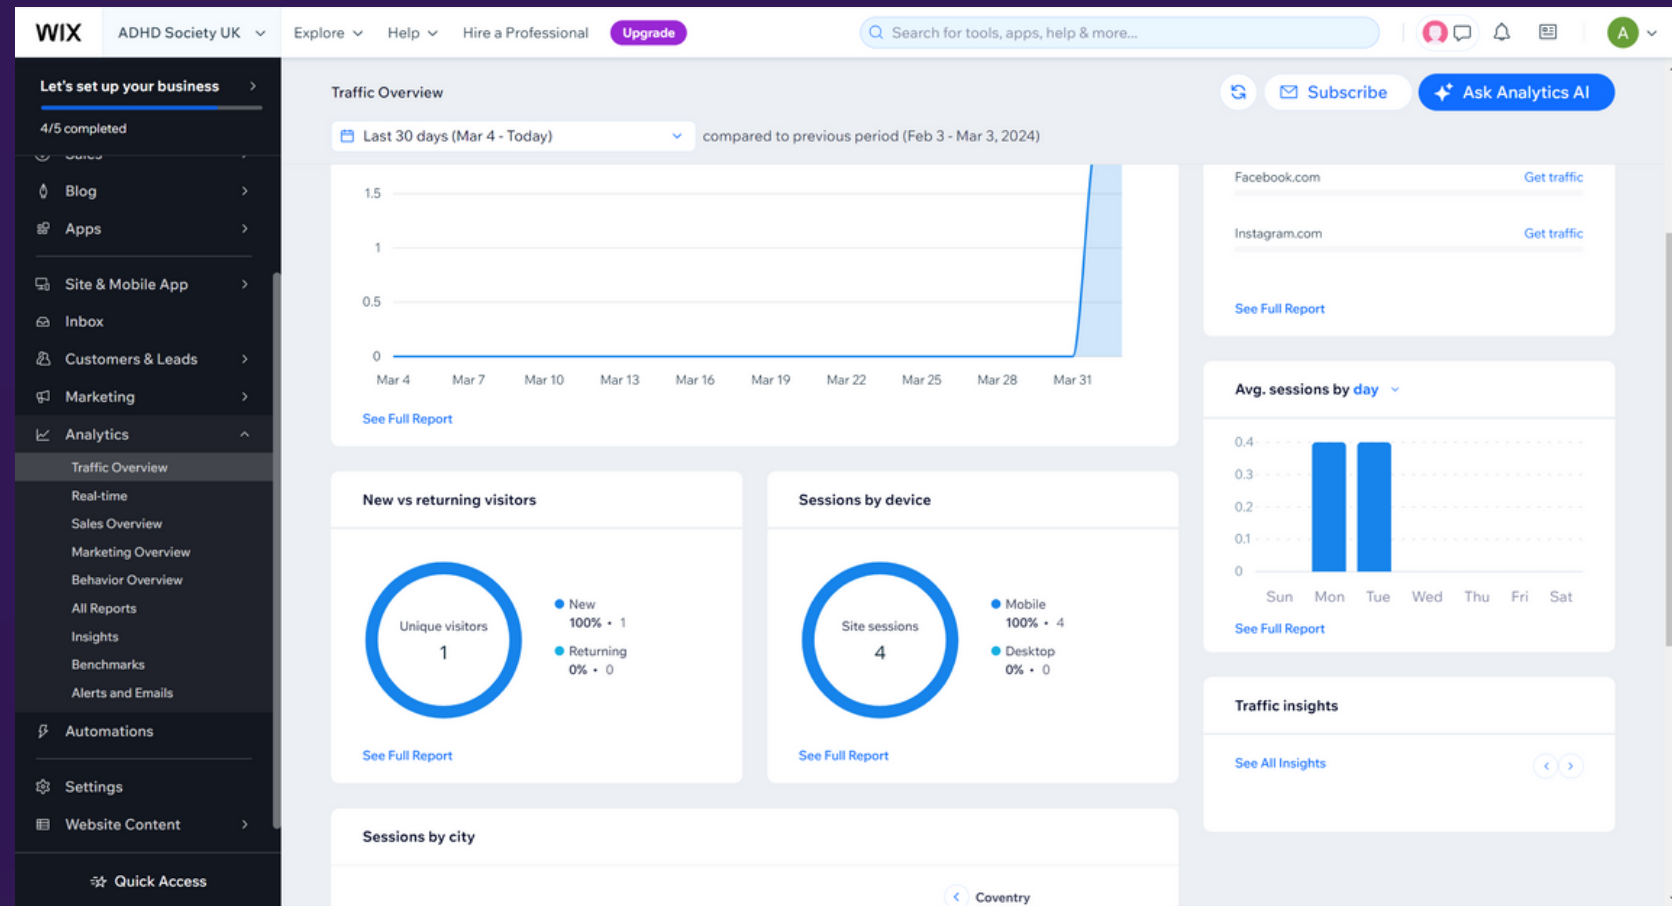 WIX
ADHD Society UK
Explore
Help
Hire a Professional
Upgrade
Search for tools, apps, help & more...
A
Let's set up your business
4/5 completed
Sales
Blog
Apps
Site & Mobile App
Inbox
Customers & Leads
Marketing
Analytics
Traffic Overview
Real-time
Sales Overview
Marketing Overview
Behavior Overview
All Reports
Insights
Benchmarks
Alerts and Emails
Automations
Settings
Website Content
Quick Access
Traffic Overview
Subscribe
Ask Analytics AI
Last 30 days (Mar 4 - Today)
compared to previous period (Feb 3 - Mar 3, 2024)
1.5
1
0.5
0
Mar 4 Mar 7 Mar 10 Mar 13 Mar 16 Mar 19 Mar 22 Mar 25 Mar 28 Mar 31
See Full Report
New vs returning visitors
Unique visitors
1
New
100% • 1
Returning
0% • 0
See Full Report
Sessions by device
Site sessions
4
Mobile
100% • 4
Desktop
0% • 0
See Full Report
Sessions by city
Coventry
Facebook.com Get traffic
Instagram.com Get traffic
See Full Report
Avg. sessions by day
0.4
0.3
0.2
0.1
0
Sun Mon Tue Wed Thu Fri Sat
See Full Report
Traffic insights
See All Insights